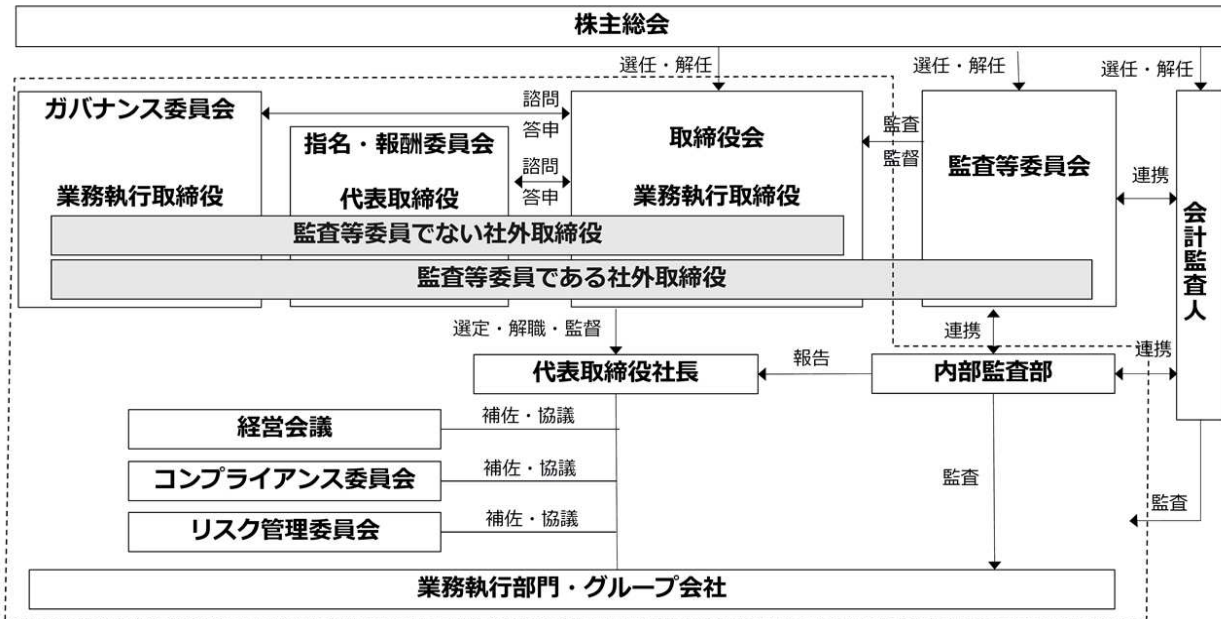 株主総会
選任・解任
選任・解任
選任・解任
ガバナンス委員会
諮問
答申
指名・報酬委員会
諮問
答申
取締役会
監査
監督
監査等委員会
連携
会計監査人
業務執行取締役
代表取締役
業務執行取締役
監査等委員でない社外取締役
監査等委員である社外取締役
選定・解職・監督
連携
連携
代表取締役社長
報告
内部監査部
経営会議
補佐・協議
コンプライアンス委員会
補佐・協議
監査
監査
リスク管理委員会
補佐・協議
業務執行部門・グループ会社